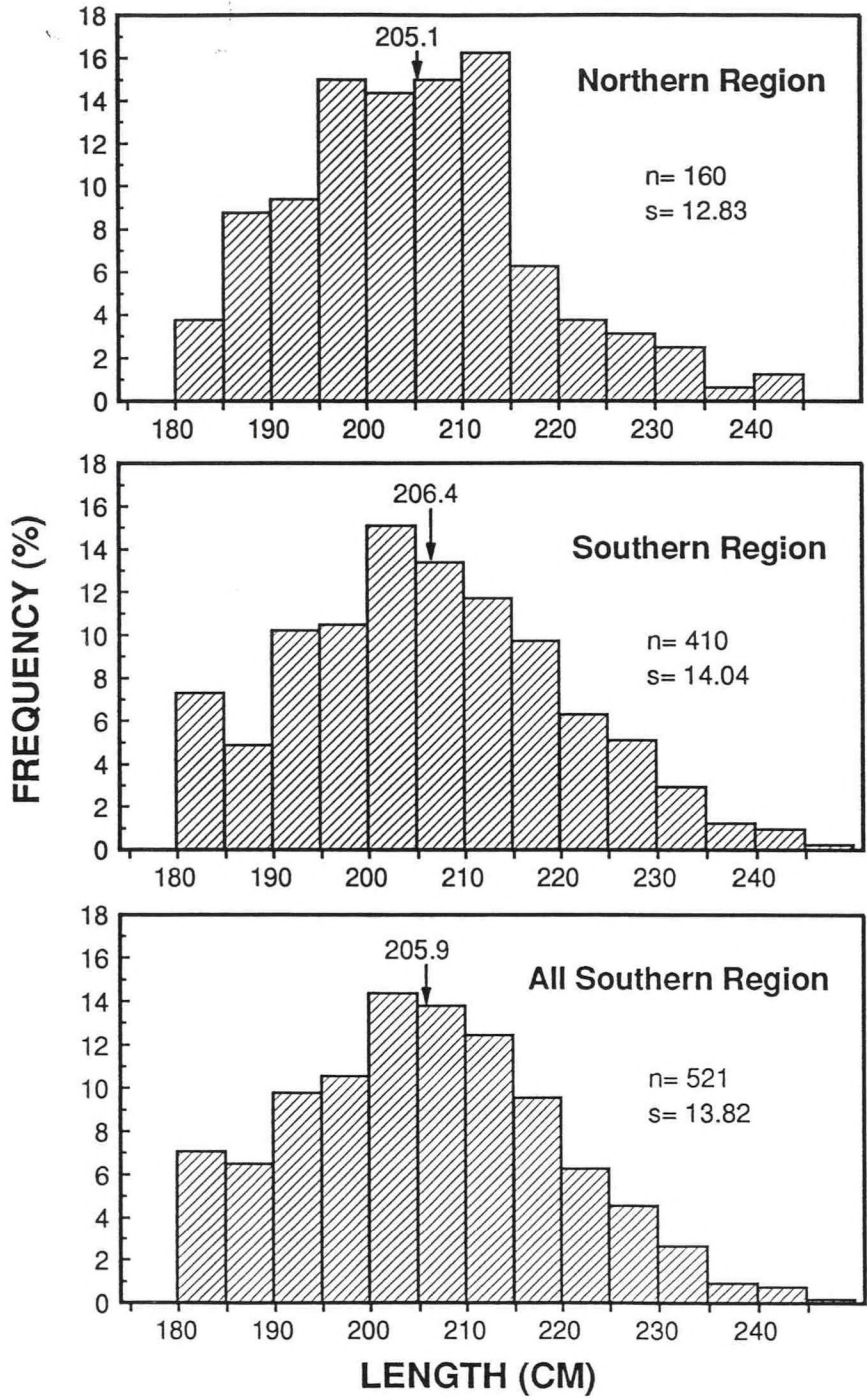 FREQUENCY (%)
18
16
14
12
10
8
6
4
2
0
205.1
Northern Region
n= 160
s= 12.83
180 190 200 210 220 230 240
18
16
14
12
10
8
6
4
2
0
206.4
Southern Region
n= 410
s= 14.04
180 190 200 210 220 230 240
18
16
14
12
10
8
6
4
2
0
205.9
All Southern Region
n= 521
s= 13.82
180 190 200 210 220 230 240
LENGTH (CM)